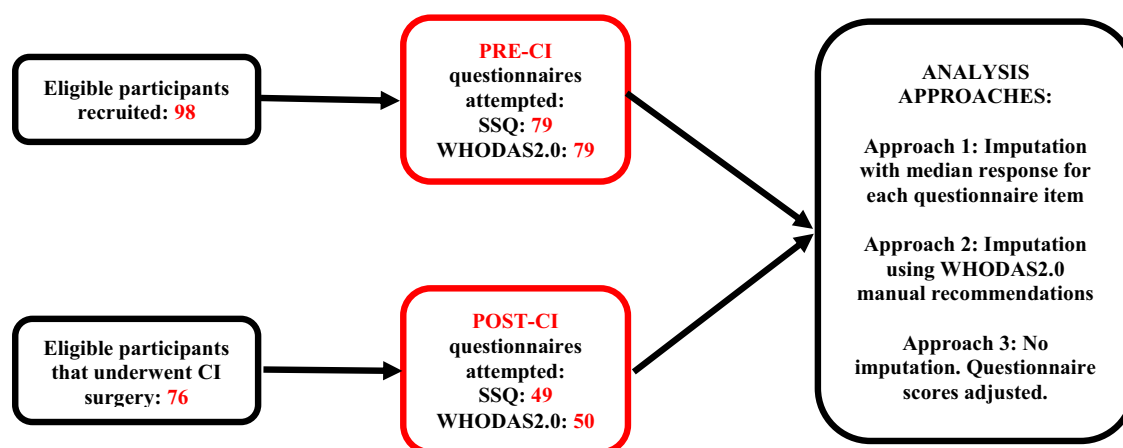 Eligible participants
recruited: 98
PRE-CI
questionnaires
attempted:
SSQ: 79
WHODAS2.0: 79
Eligible participants
that underwent CI
surgery: 76
POST-CI
questionnaires
attempted:
SSQ: 49
WHODAS2.0: 50
ANALYSIS
APPROACHES:
Approach 1: Imputation
with median response for
each questionnaire item
Approach 2: Imputation
using WHODAS2.0
manual recommendations
Approach 3: No
imputation. Questionnaire
scores adjusted.